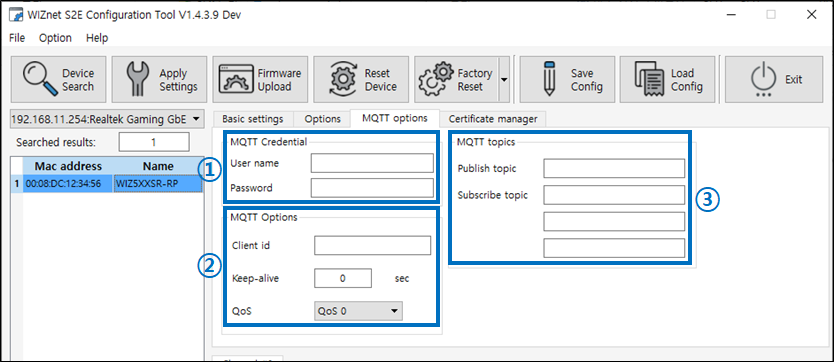 WIZnet S2E Configuration Tool V1.4.3.9 Dev
File Option Help
Device Search
Apply Settings
Firmware Upload
Reset Device
Factory Reset
Save Config
Load Config
Exit
192.168.11.254:Realtek Gaming GbE
Searched results: 1
Mac address Name
1 00:08:DC:12:34:56 WIZ5XXSR-RP
Basic settings Options MQTT options Certificate manager
①
MQTT Credential
User name
Password
②
MQTT Options
Client id
Keep-alive 0 sec
QoS QoS 0
MQTT topics
Publish topic
Subscribe topic
③